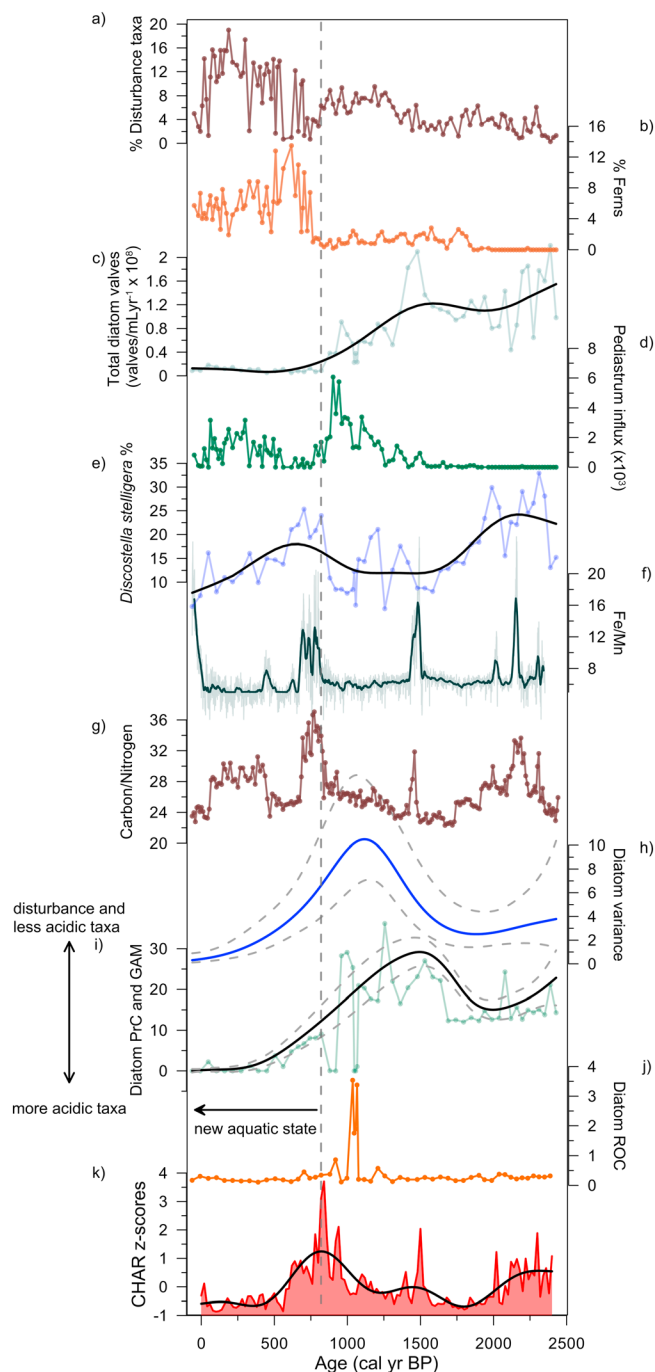 a)
% Disturbance taxa
20
16
12
8
4
0
b)
% Ferns
16
12
8
4
0
c)
Total diatom valves
(valves/mLyr⁻¹ x 10⁸)
2
1.6
1.2
0.8
0.4
0
d)
Pediastrum influx (x10³)
8
6
4
2
0
e)
Discostella stelligera %
35
30
25
20
15
10
f)
Fe/Mn
20
16
12
8
g)
Carbon/Nitrogen
36
32
28
24
20
h)
Diatom variance
10
8
6
4
2
0
disturbance and
less acidic taxa
more acidic taxa
i)
Diatom PrC and GAM
30
20
10
0
j)
Diatom ROC
4
3
2
1
0
new aquatic state
k)
CHAR z-scores
4
3
2
1
0
-1
0 500 1000 1500 2000 2500
Age (cal yr BP)